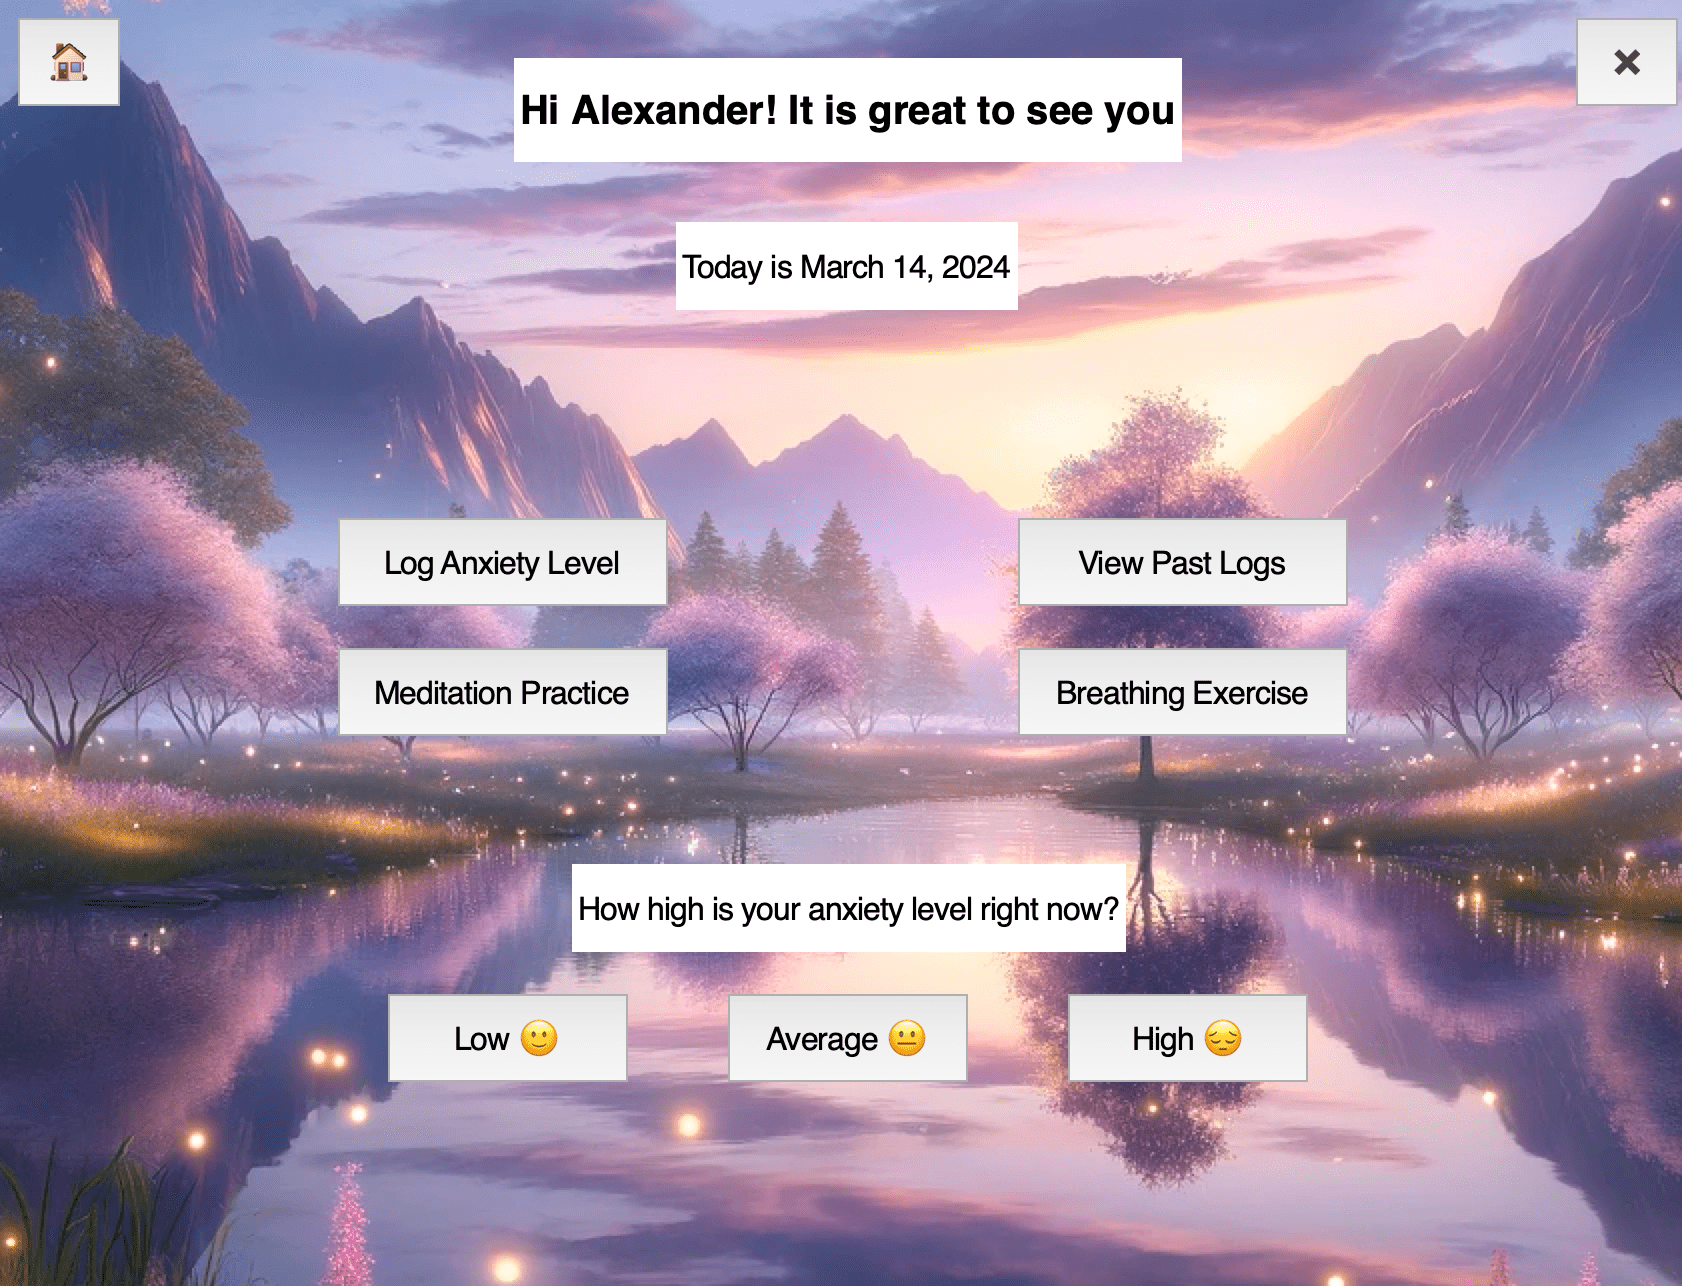 Hi Alexander! It is great to see you
Today is March 14, 2024
Log Anxiety Level
View Past Logs
Meditation Practice
Breathing Exercise
How high is your anxiety level right now?
Low 🙂
Average 😐
High 😔